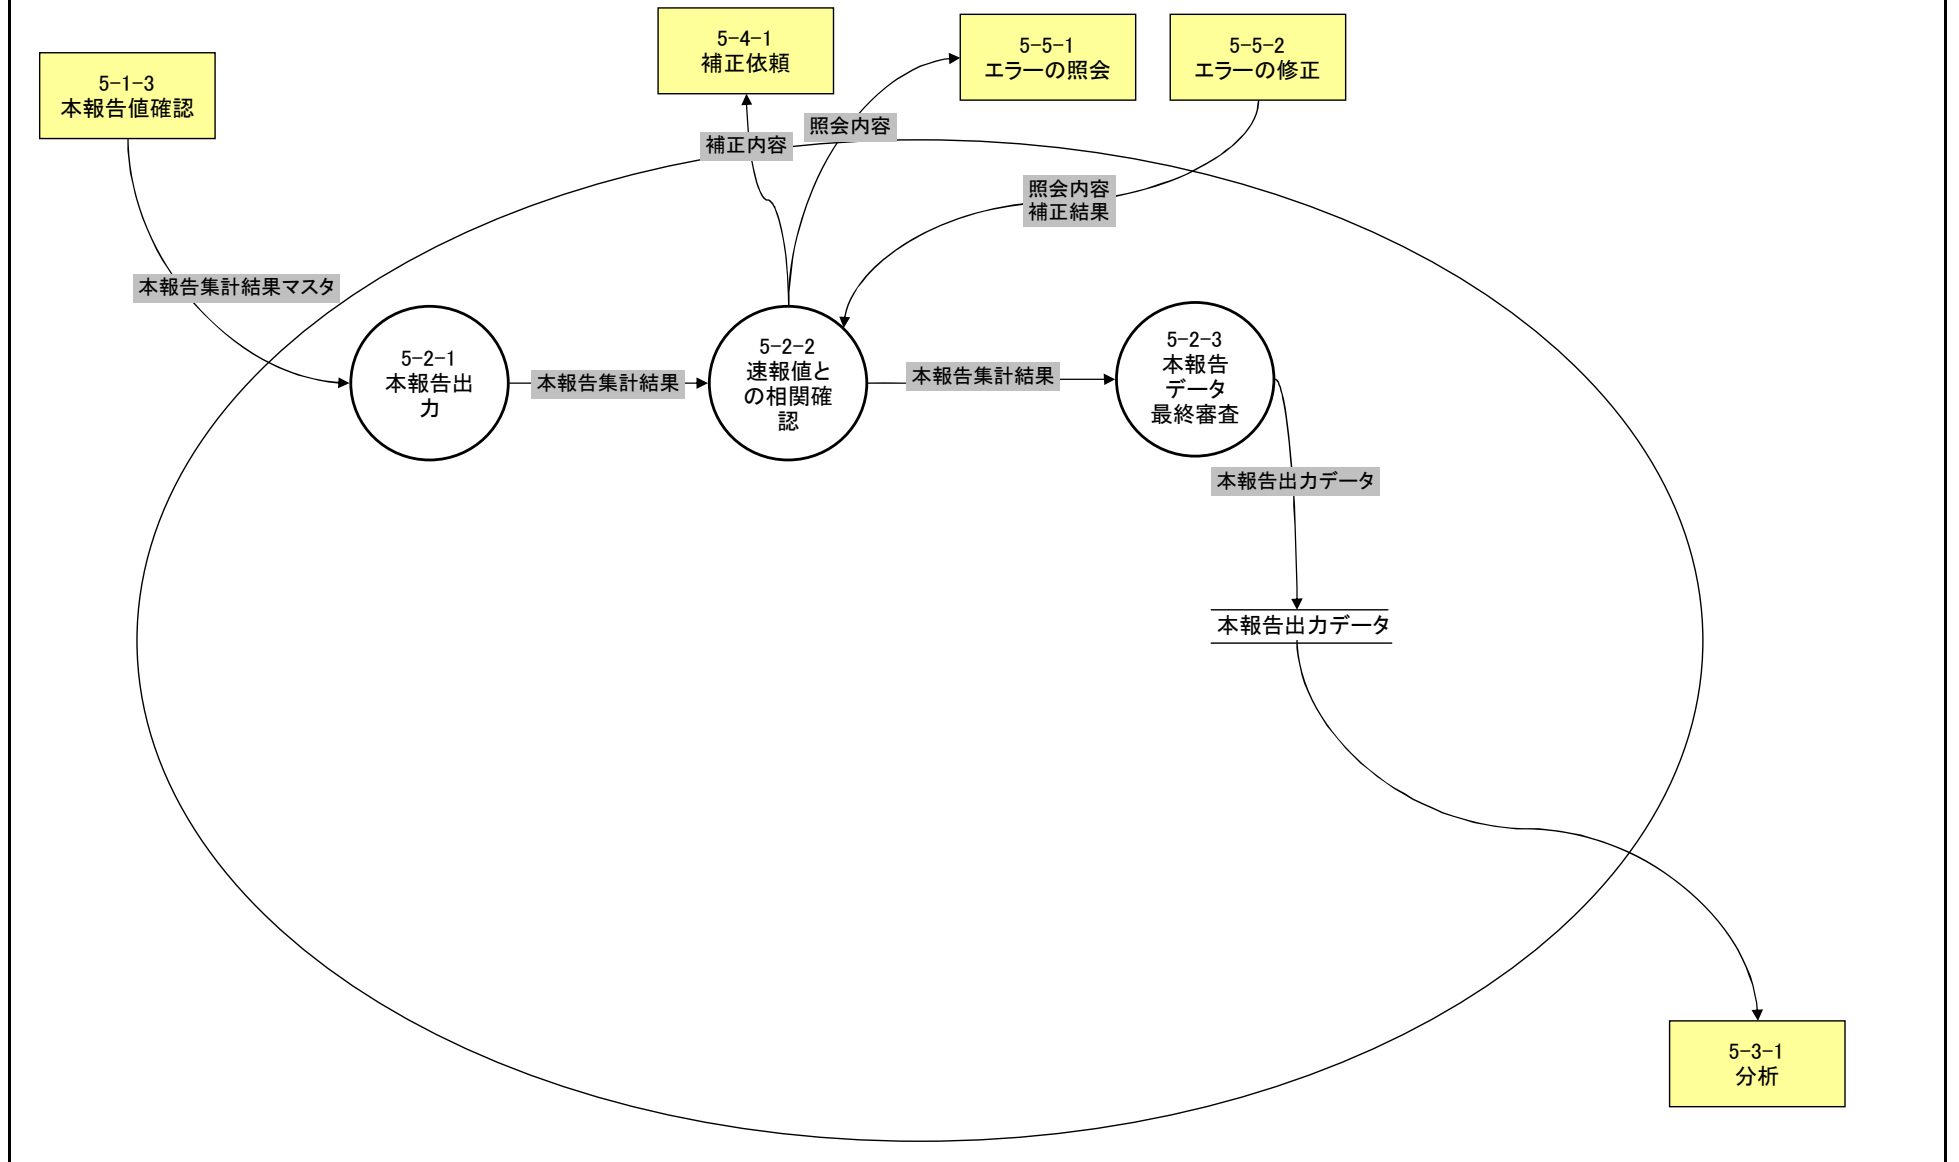 5-4-1
補正依頼
5-5-1
エラーの照会
5-5-2
エラーの修正
5-1-3
本報告値確認
照会内容
補正内容
照会内容
補正結果
本報告集計結果マスタ
5-2-1
本報告出
力
本報告集計結果
5-2-2
速報値と
の相関確
認
本報告集計結果
5-2-3
本報告
データ
最終審査
本報告出力データ
本報告出力データ
5-3-1
分析